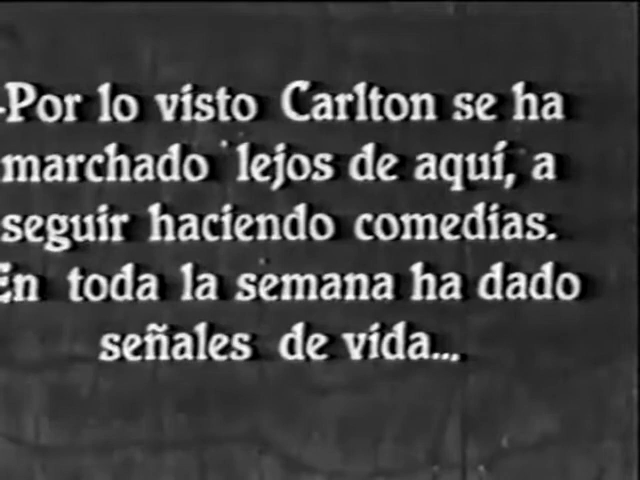 -Por lo visto Carlton se ha
marchado lejos de aquí, a
seguir haciendo comedias.
En toda la semana ha dado
señales de vida...